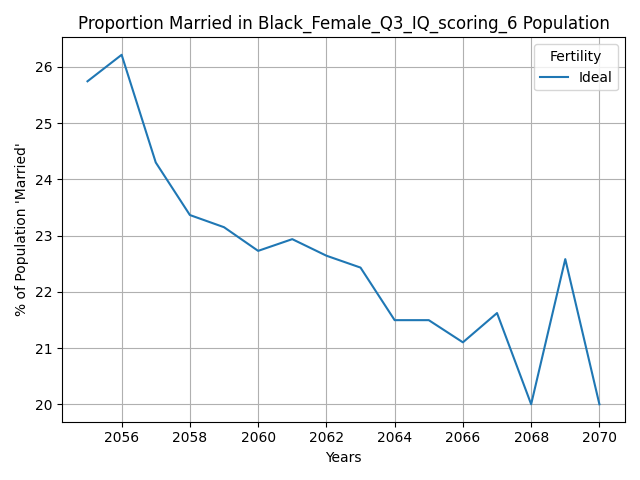 Proportion Married in Black_Female_Q3_IQ_scoring_6 Population
Fertility
Ideal
% of Population 'Married'
26
25
24
23
22
21
20
2056 2058 2060 2062 2064 2066 2068 2070
Years